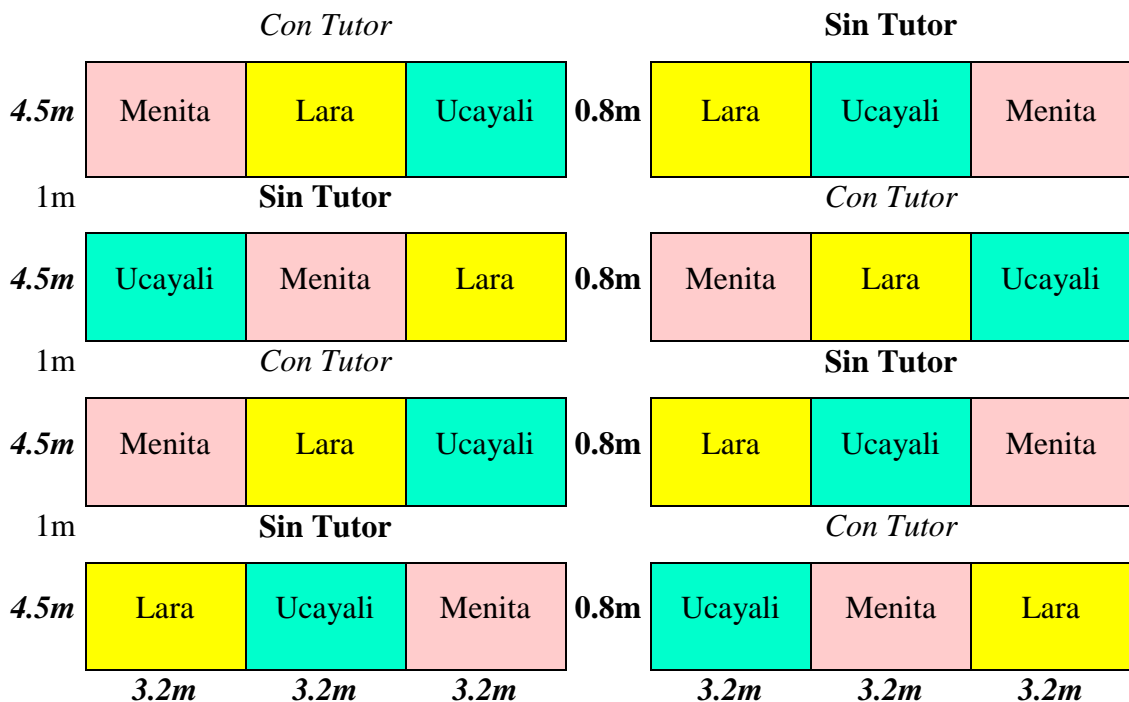 Con Tutor Sin Tutor
4.5m Menita Lara Ucayali 0.8m Lara Ucayali Menita
1m Sin Tutor Con Tutor
4.5m Ucayali Menita Lara 0.8m Menita Lara Ucayali
1m Con Tutor Sin Tutor
4.5m Menita Lara Ucayali 0.8m Lara Ucayali Menita
1m Sin Tutor Con Tutor
4.5m Lara Ucayali Menita 0.8m Ucayali Menita Lara
3.2m 3.2m 3.2m 3.2m 3.2m 3.2m